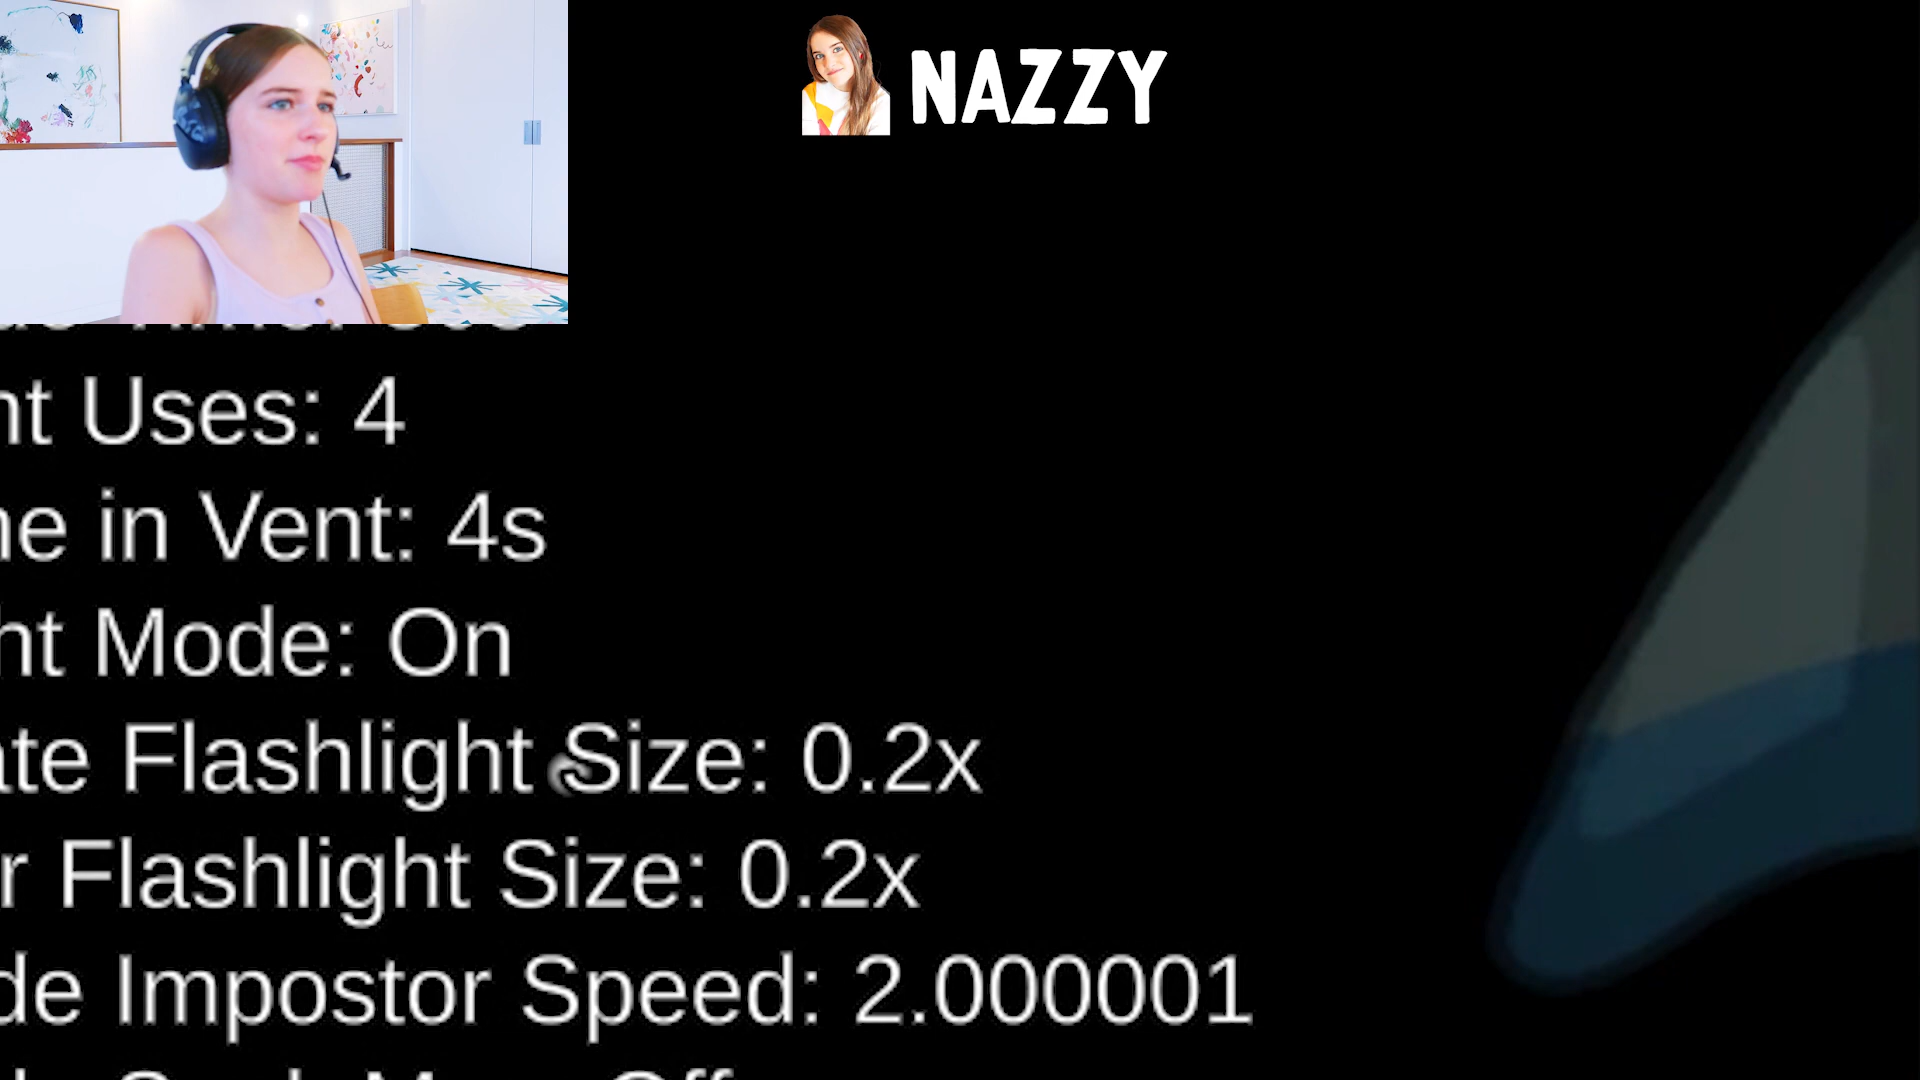 NAZZY
nt Uses: 4
ne in Vent: 4s
ht Mode: On
ate Flashlight Size: 0.2x
r Flashlight Size: 0.2x
de Impostor Speed: 2.000001